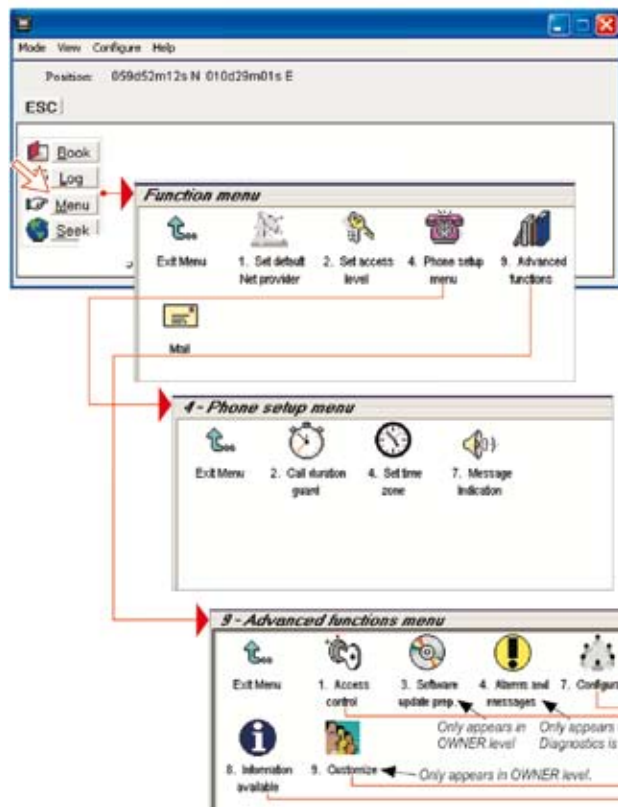 Mode View Configure Help
Position: 059d52m12s N 010d29m01s E
ESC
Book
Log
Menu
Seek
Function menu
Exit Menu
1. Set default Net provider
2. Set access level
4. Phone setup menu
9. Advanced functions
Mail
4 - Phone setup menu
Exit Menu
2. Call duration guard
4. Set time zone
7. Message Indication
9 - Advanced functions menu
Exit Menu
1. Access control
3. Software update prep.
4. Alarms and messages
7. Configur
Only appears in OWNER level
Only appears
Diagnostics is
8. Information available
9. Customize
Only appears in OWNER level.